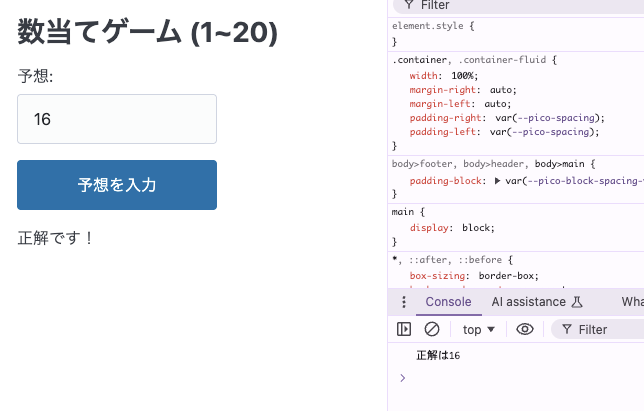 数当てゲーム (1~20)
予想:
16
予想を入力
正解です！
Filter
element.style {
}
.container, .container-fluid {
width: 100%;
margin-right: auto;
margin-left: auto;
padding-right: var(--pico-spacing);
padding-left: var(--pico-spacing);
}
body>footer, body>header, body>main {
padding-block: ▶ var(--pico-block-spacing-
}
main {
display: block;
}
*, ::after, ::before {
box-sizing: border-box;
Console AI assistance Wha
top ▼ Filter
正解は16
>